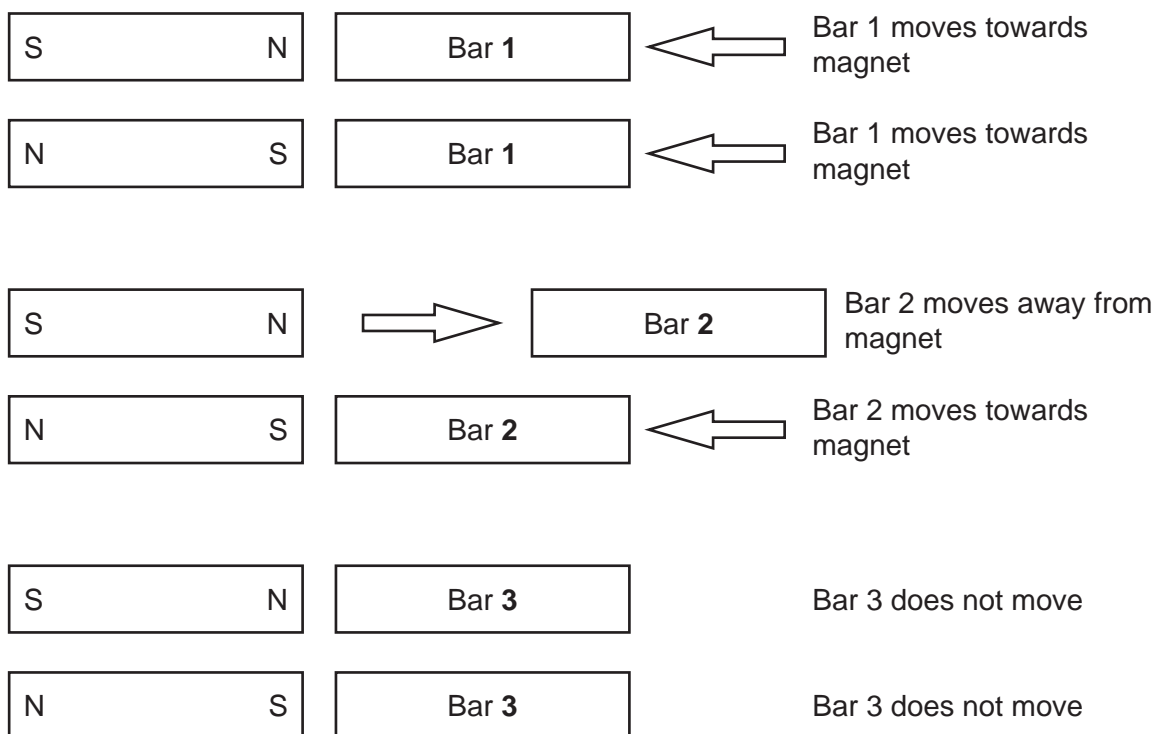 S N Bar 1 Bar 1 moves towards
magnet
N S Bar 1 Bar 1 moves towards
magnet
S N Bar 2 Bar 2 moves away from
magnet
N S Bar 2 Bar 2 moves towards
magnet
S N Bar 3 Bar 3 does not move
N S Bar 3 Bar 3 does not move